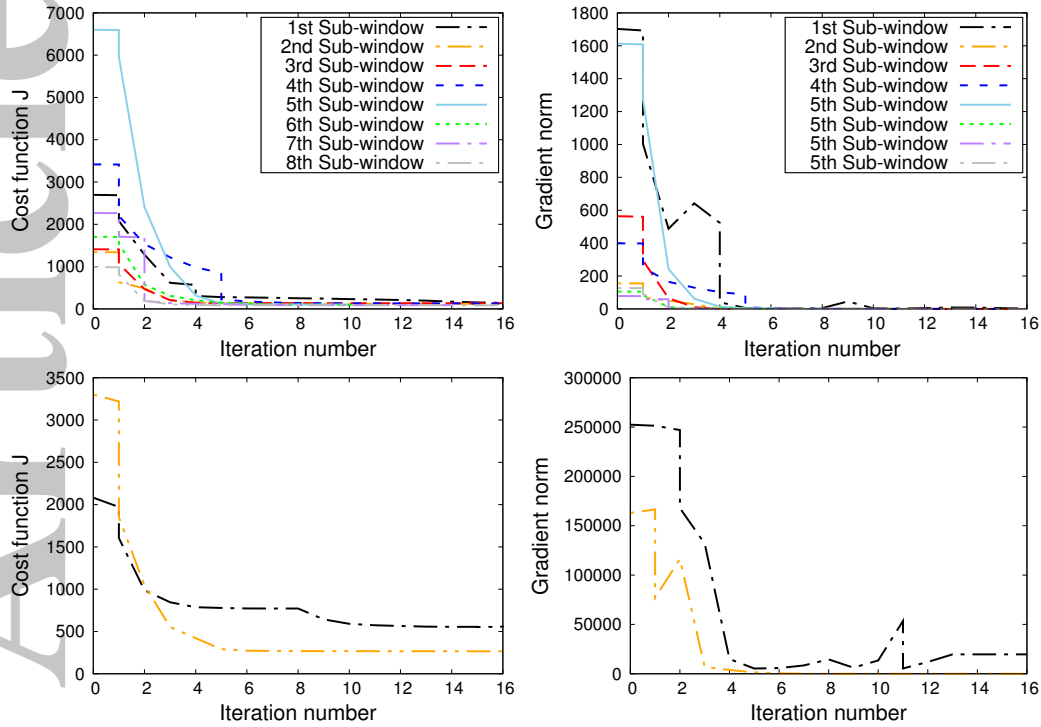 Article
Cost function J
7000
6000
5000
4000
3000
2000
1000
0
0 2 4 6 8 10 12 14 16
Iteration number
1st Sub-window
2nd Sub-window
3rd Sub-window
4th Sub-window
5th Sub-window
6th Sub-window
7th Sub-window
8th Sub-window
Gradient norm
1800
1600
1400
1200
1000
800
600
400
200
0
0 2 4 6 8 10 12 14 16
Iteration number
1st Sub-window
2nd Sub-window
3rd Sub-window
4th Sub-window
5th Sub-window
5th Sub-window
5th Sub-window
5th Sub-window
Cost function J
3500
3000
2500
2000
1500
1000
500
0
0 2 4 6 8 10 12 14 16
Iteration number
Gradient norm
300000
250000
200000
150000
100000
50000
0
0 2 4 6 8 10 12 14 16
Iteration number